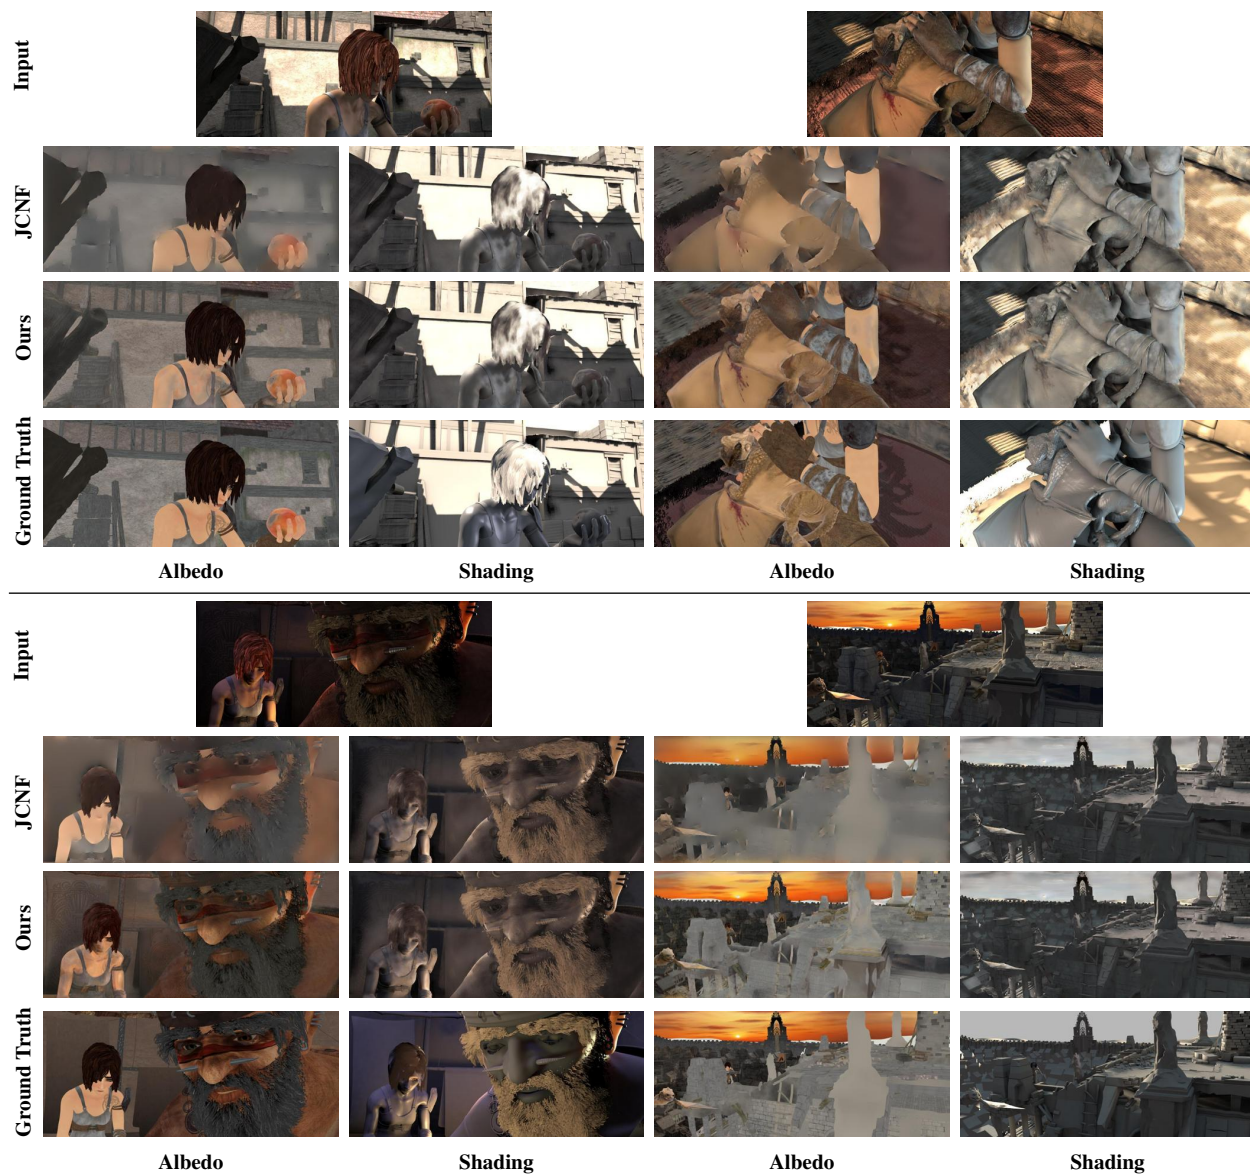 Input
JCNF
Ours
Ground Truth
Albedo Shading Albedo Shading
Input
JCNF
Ours
Ground Truth
Albedo Shading Albedo Shading